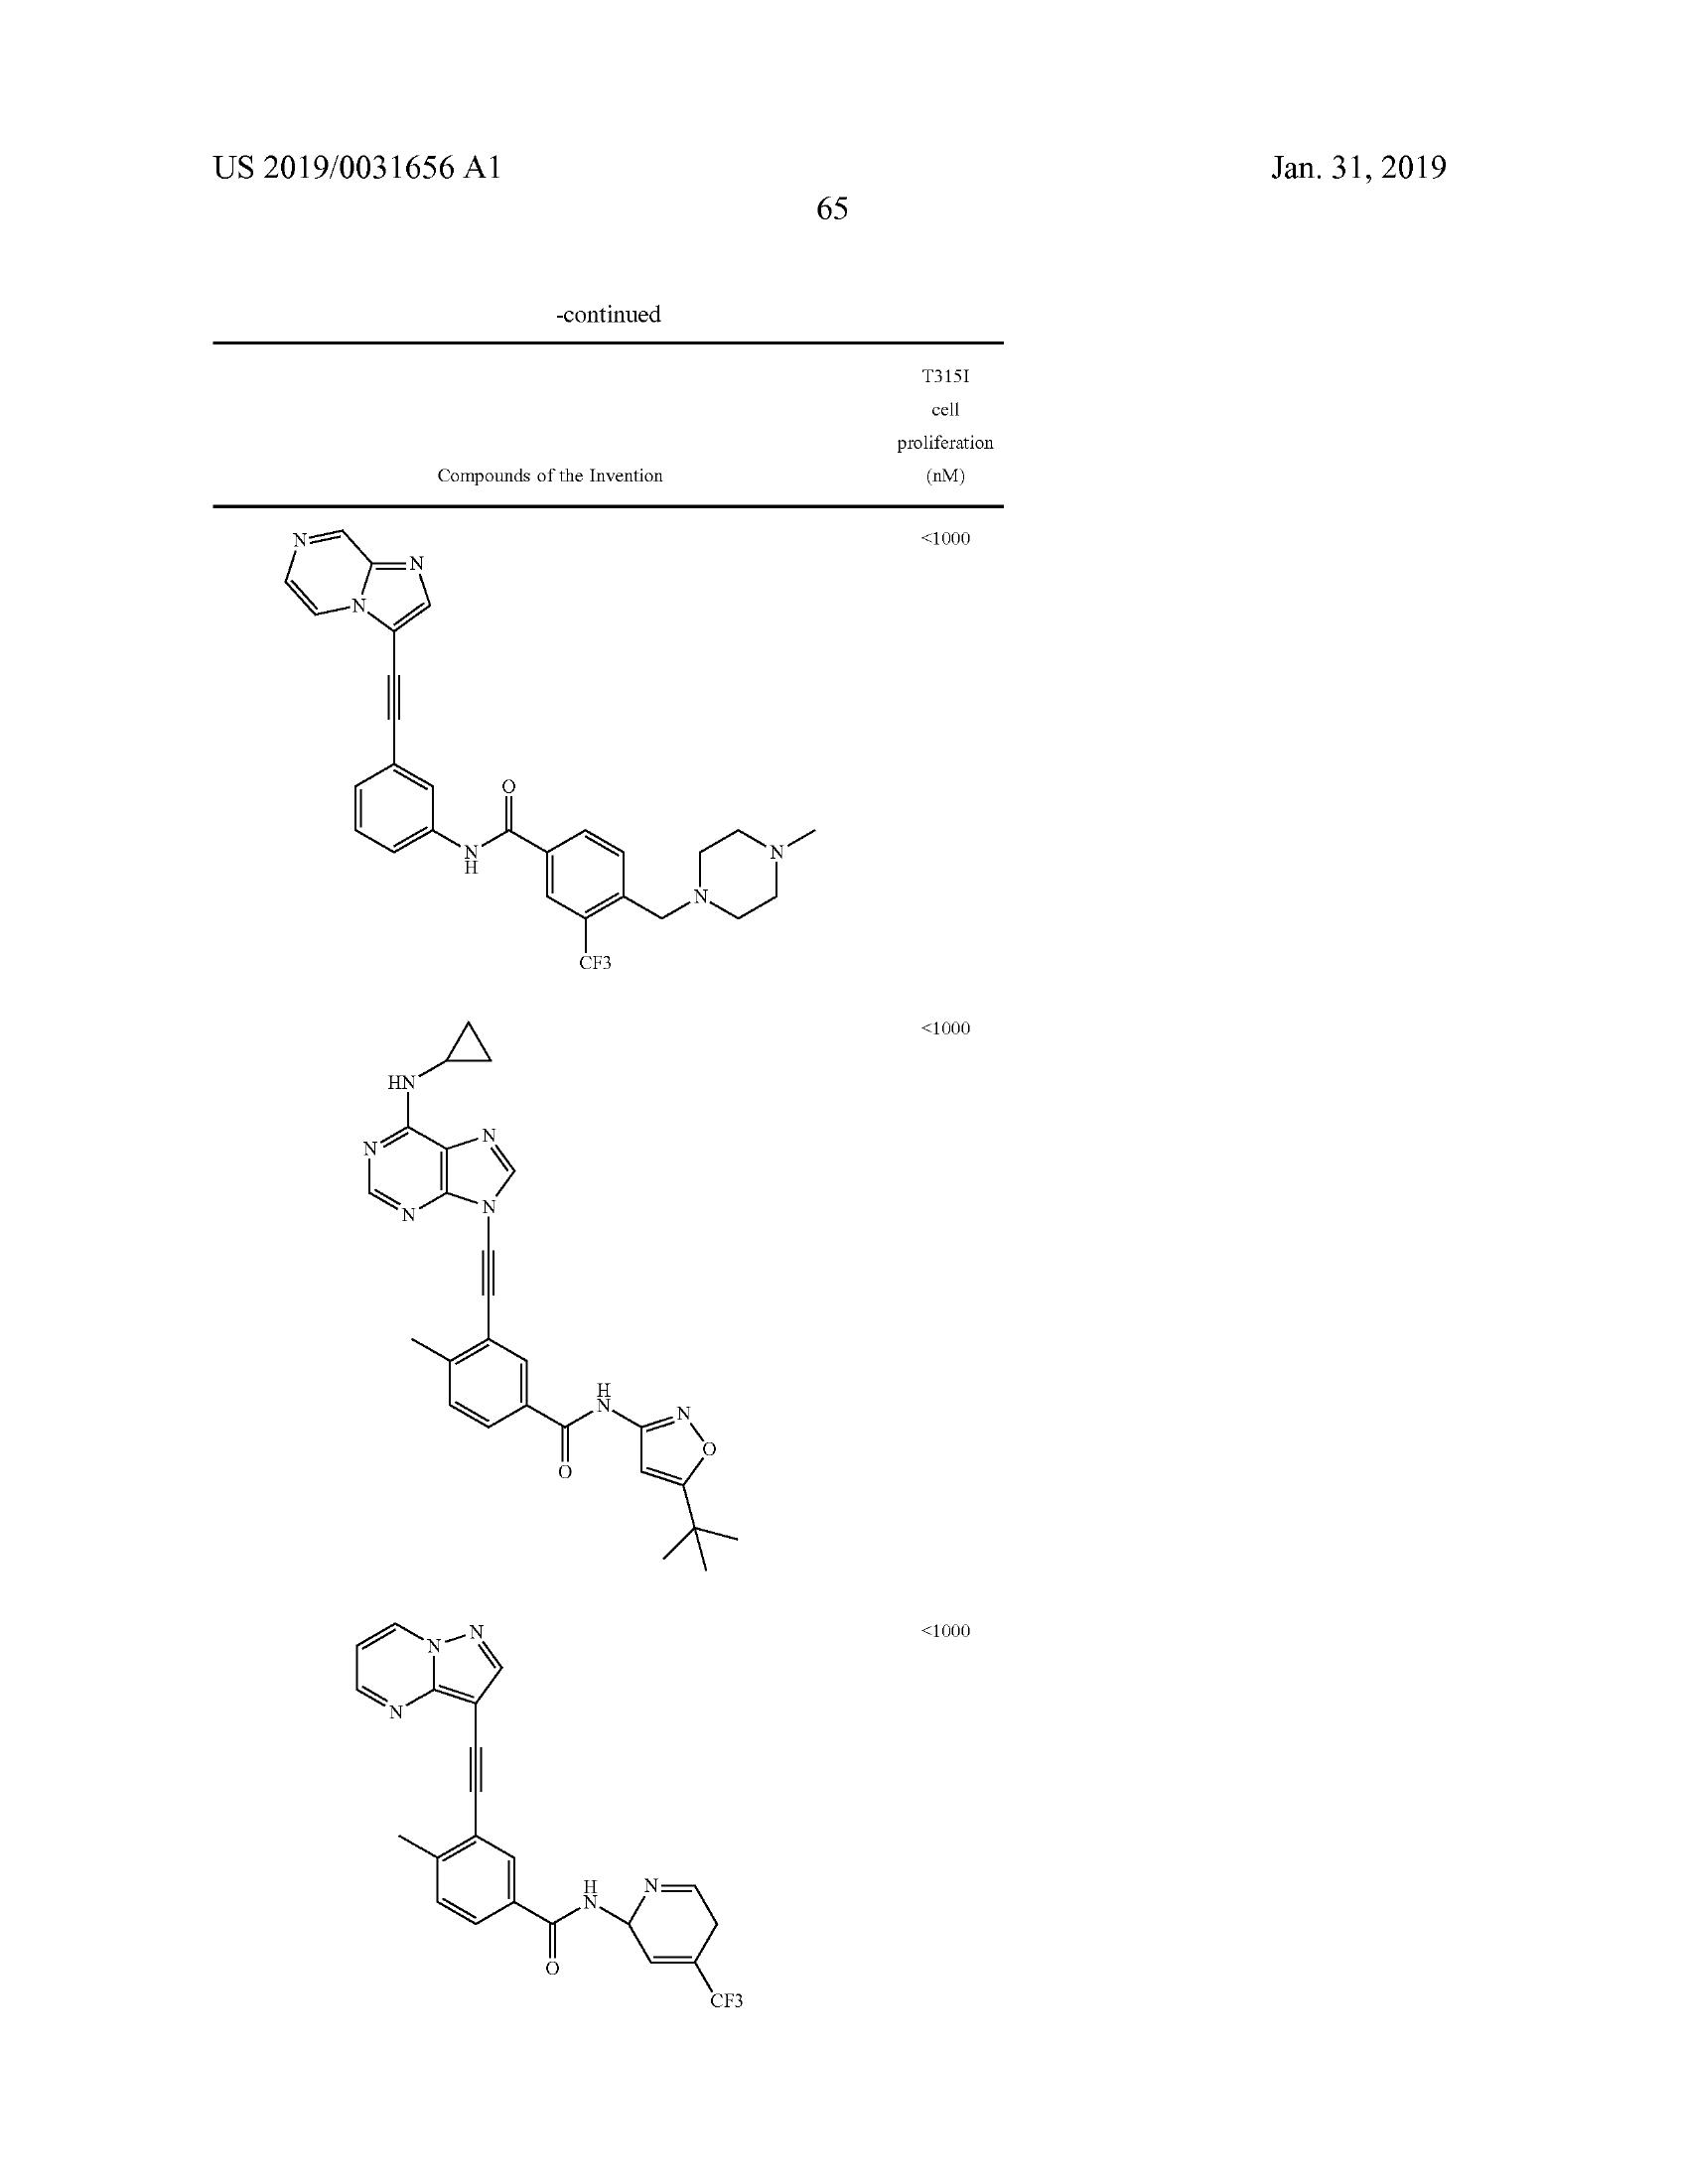 US 2019/0031656 A1
Jan. 31, 2019
65
-continued
T315I
cell
proliferation
Compounds of the Invention
(nM)
<1000
N
N
N
O
N
H
N
N
CF3
<1000
HN
N
N
N
N
H
N
N
O
O
<1000
N
N
N
H
N
N
O
CF3